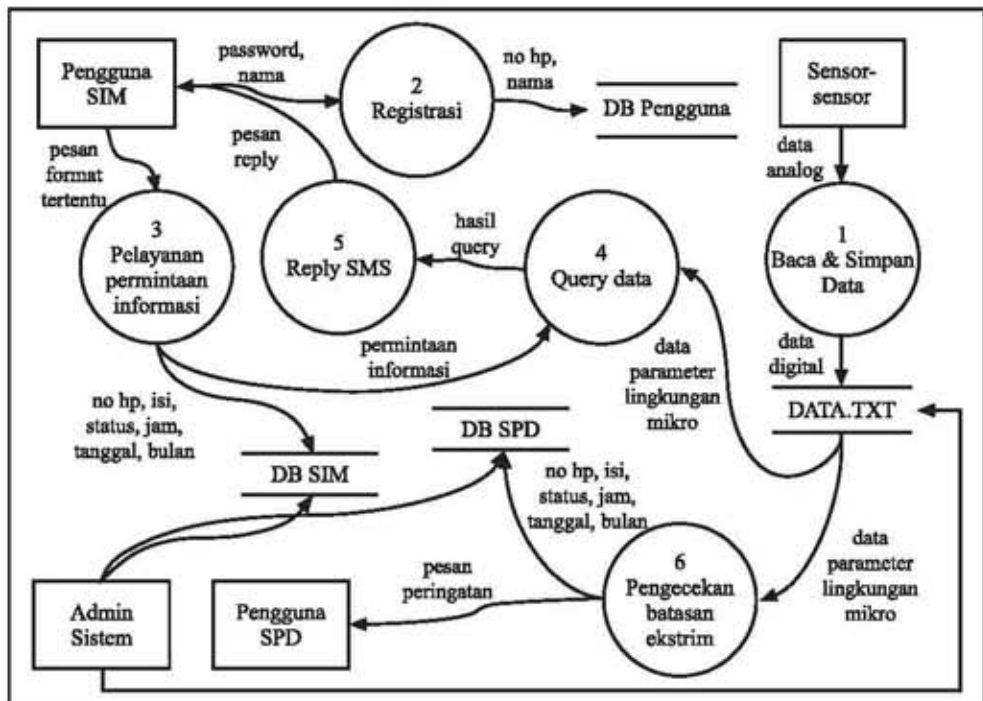 Pengguna
SIM
password,
nama
2
Registrasi
no hp,
nama
DB Pengguna
Sensor-
sensor
data
analog
pesan
format
tertentu
pesan
reply
3
Pelayanan
permintaan
informasi
5
Reply SMS
hasil
query
4
Query data
1
Baca & Simpan
Data
permintaan
informasi
data
parameter
lingkungan
mikro
data
digital
DATA.TXT
no hp, isi,
status, jam,
tanggal, bulan
DB SIM
DB SPD
no hp, isi,
status, jam,
tanggal, bulan
data
parameter
lingkungan
mikro
6
Pengecekan
batasan
ekstrim
pesan
peringatan
Admin
Sistem
Pengguna
SPD